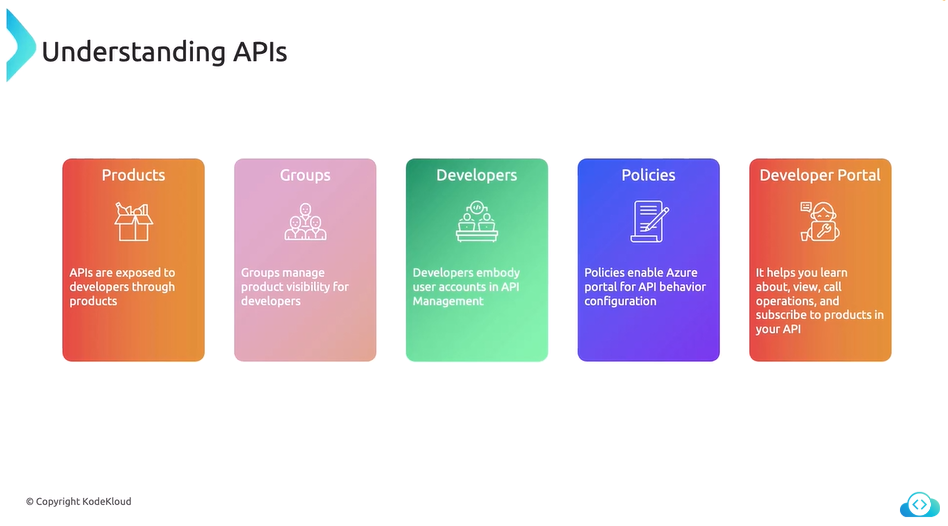 Understanding APIs
Products
APIs are exposed to
developers through
products
Groups
Groups manage
product visibility for
developers
Developers
Developers embody
user accounts in API
Management
Policies
Policies enable Azure
portal for API behavior
configuration
Developer Portal
It helps you learn
about, view, call
operations, and
subscribe to products in
your API
© Copyright KodeKloud